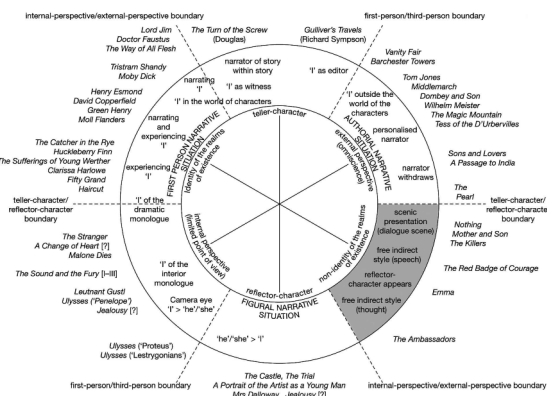 internal-perspective/external-perspective boundary
first-person/third-person boundary
Lord Jim
Doctor Faustus
The Way of All Flesh
The Turn of the Screw
(Douglas)
Gulliver's Travels
(Richard Sympson)
Vanity Fair
Barchester Towers
Tristram Shandy
Moby Dick
narrator of story
within story
'I' as editor
narrating
'I'
'I' as witness
'I' in the world of characters
Tom Jones
Middlemarch
Dombey and Son
Wilhelm Meister
The Magic Mountain
Tess of the D'Urbervilles
Henry Esmond
David Copperfield
Green Henry
Moll Flanders
teller-character
'I' outside the
world of the
characters
narrating
and
experiencing
'I'
personalised
narrator
FIRST PERSON NARRATIVE
SITUATION
Identity of the realms
of existence
AUTHORIAL NARRATIVE
SITUATION
external perspective
(omniscience)
The Catcher in the Rye
Huckleberry Finn
The Sufferings of Young Werther
Clarissa Harlowe
Fifty Grand
Haircut
experiencing
'I'
narrator
withdraws
Sons and Lovers
A Passage to India
The
Pearl
teller-character/
reflector-character
boundary
'I' of the
dramatic
monologue
scenic
presentation
(dialogue scene)
teller-character/
reflector-character
boundary
internal perspective
(limited point of view)
non-identity of the realms
of existence
The Stranger
A Change of Heart [?]
Malone Dies
Nothing
Mother and Son
The Killers
free indirect
style (speech)
The Sound and the Fury [I–III]
'I' of the
interior
monologue
reflector-
character appears
The Red Badge of Courage
Leutnant Gustl
Ulysses ('Penelope')
Jealousy [?]
Camera eye
'I' > 'he'/'she'
reflector-character
FIGURAL NARRATIVE
SITUATION
free indirect style
(thought)
Emma
Ulysses ('Proteus')
Ulysses ('Lestrygonians')
'he'/'she' > 'I'
The Ambassadors
first-person/third-person boundary
The Castle, The Trial
A Portrait of the Artist as a Young Man
Mrs Dalloway, Jealousy [?]
internal-perspective/external-perspective boundary